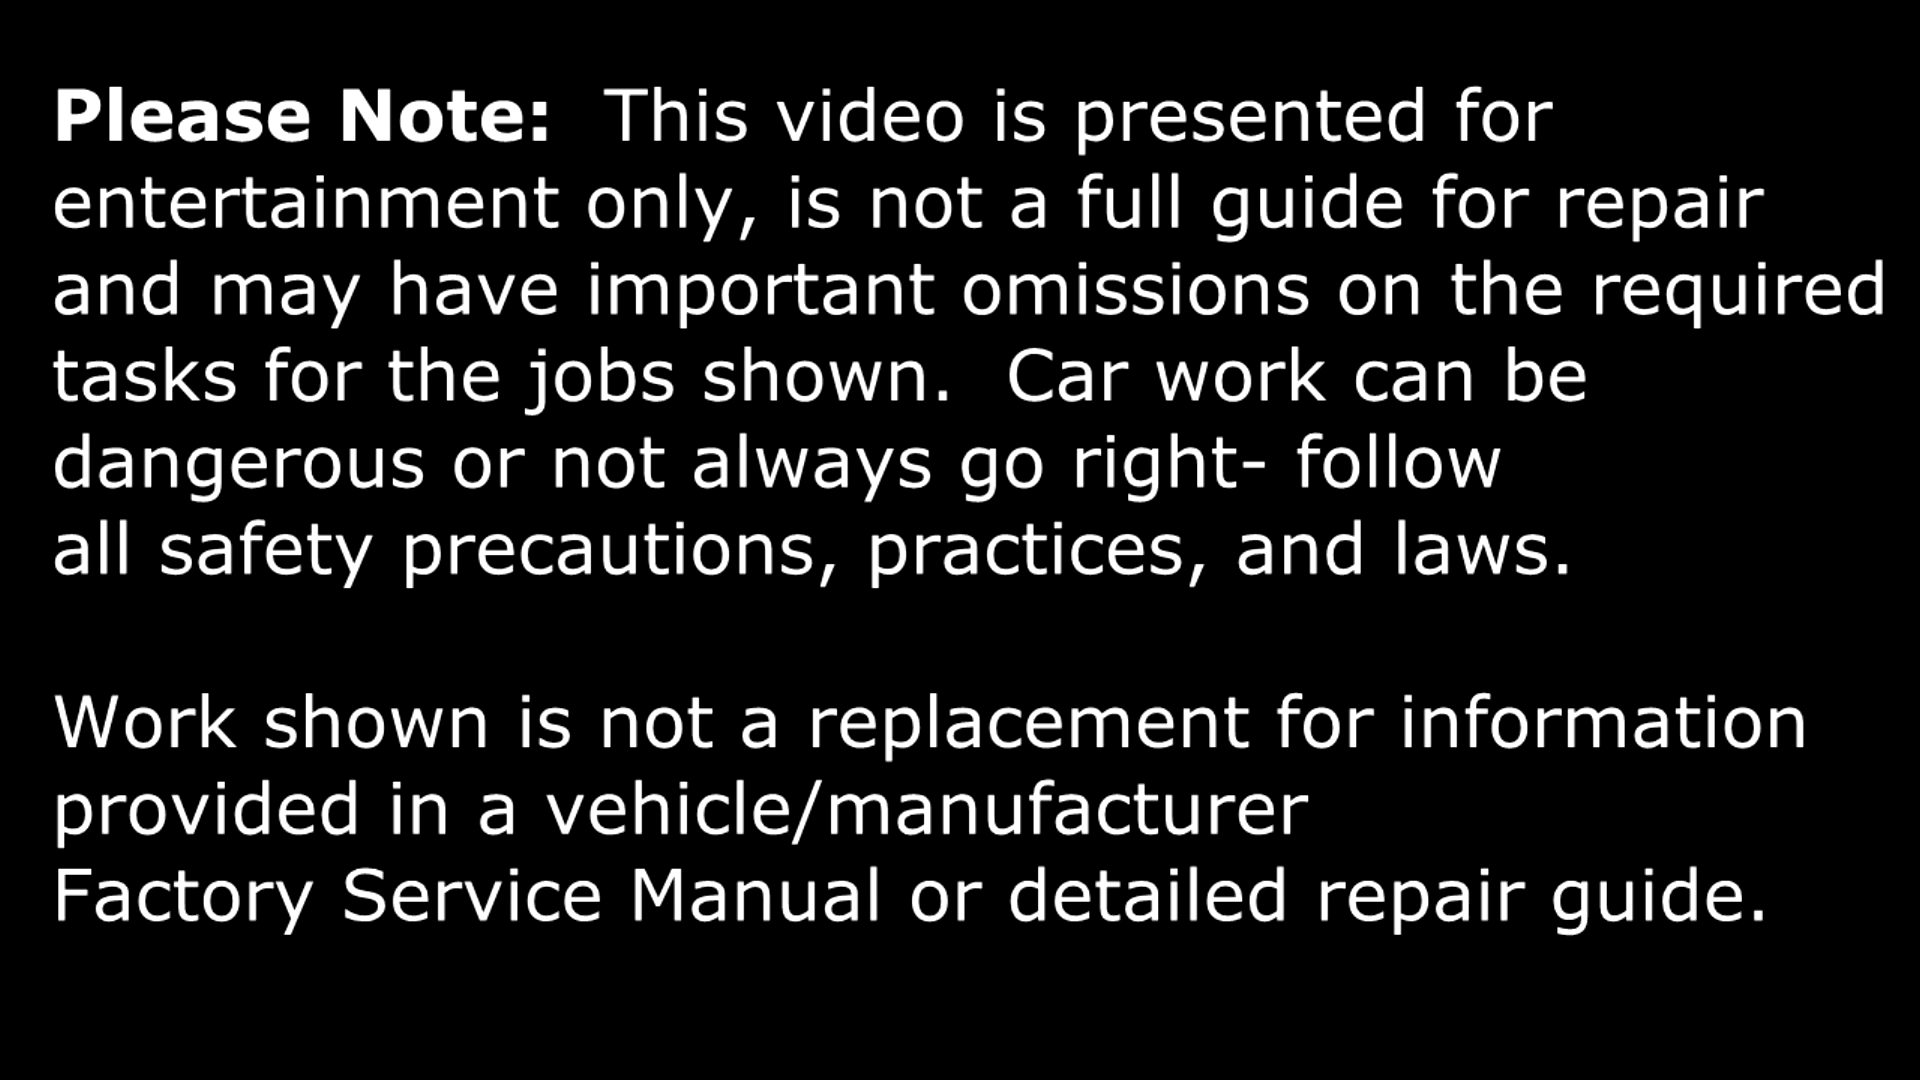 Please Note:  This video is presented for
entertainment only, is not a full guide for repair
and may have important omissions on the required
tasks for the jobs shown.  Car work can be
dangerous or not always go right- follow
all safety precautions, practices, and laws.
Work shown is not a replacement for information
provided in a vehicle/manufacturer
Factory Service Manual or detailed repair guide.